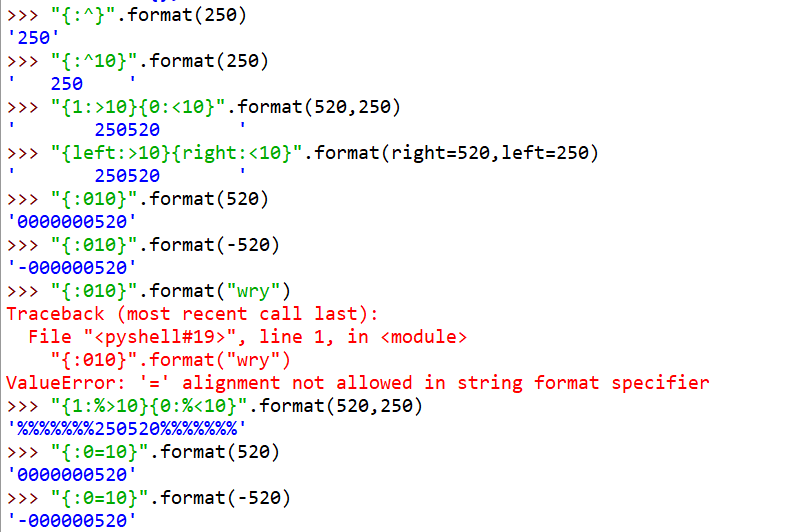 >>> "{:^}".format(250)
'250'
>>> "{:^10}".format(250)
'   250    '
>>> "{1:>10}{0:<10}".format(520,250)
'       250520       '
>>> "{left:>10}{right:<10}".format(right=520,left=250)
'       250520       '
>>> "{:010}".format(520)
'0000000520'
>>> "{:010}".format(-520)
'-000000520'
>>> "{:010}".format("wry")
Traceback (most recent call last):
  File "<pyshell#19>", line 1, in <module>
    "{:010}".format("wry")
ValueError: '=' alignment not allowed in string format specifier
>>> "{1:%>10}{0:%<10}".format(520,250)
'%%%%%%%250520%%%%%%%'
>>> "{:0=10}".format(520)
'0000000520'
>>> "{:0=10}".format(-520)
'-000000520'